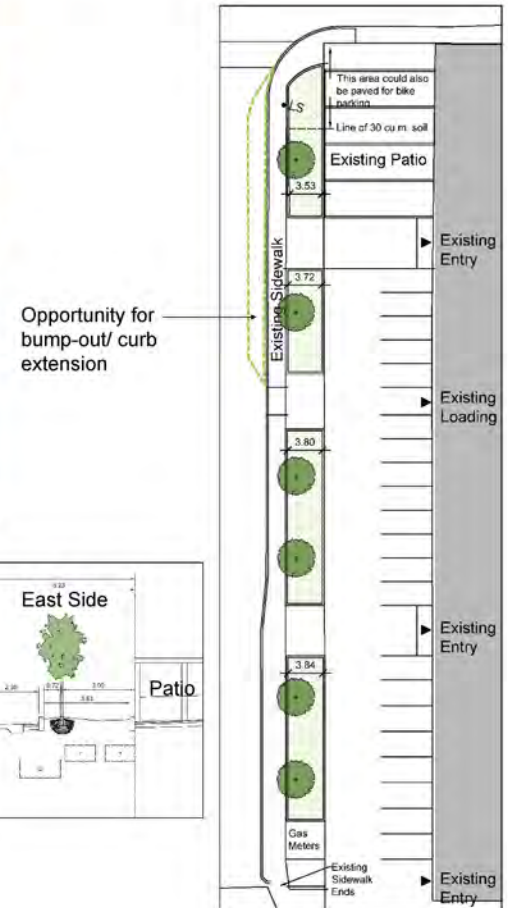 This area could also
be paved for bike
parking
LS
Line of 30 cu m. soil
Existing Patio
3.53
Existing
Entry
Existing Sidewalk
3.72
Opportunity for
bump-out/ curb
extension
Existing
Loading
3.80
East Side
Patio
Existing
Entry
3.84
Gas
Meters
Existing
Sidewalk
Ends
Existing
Entry